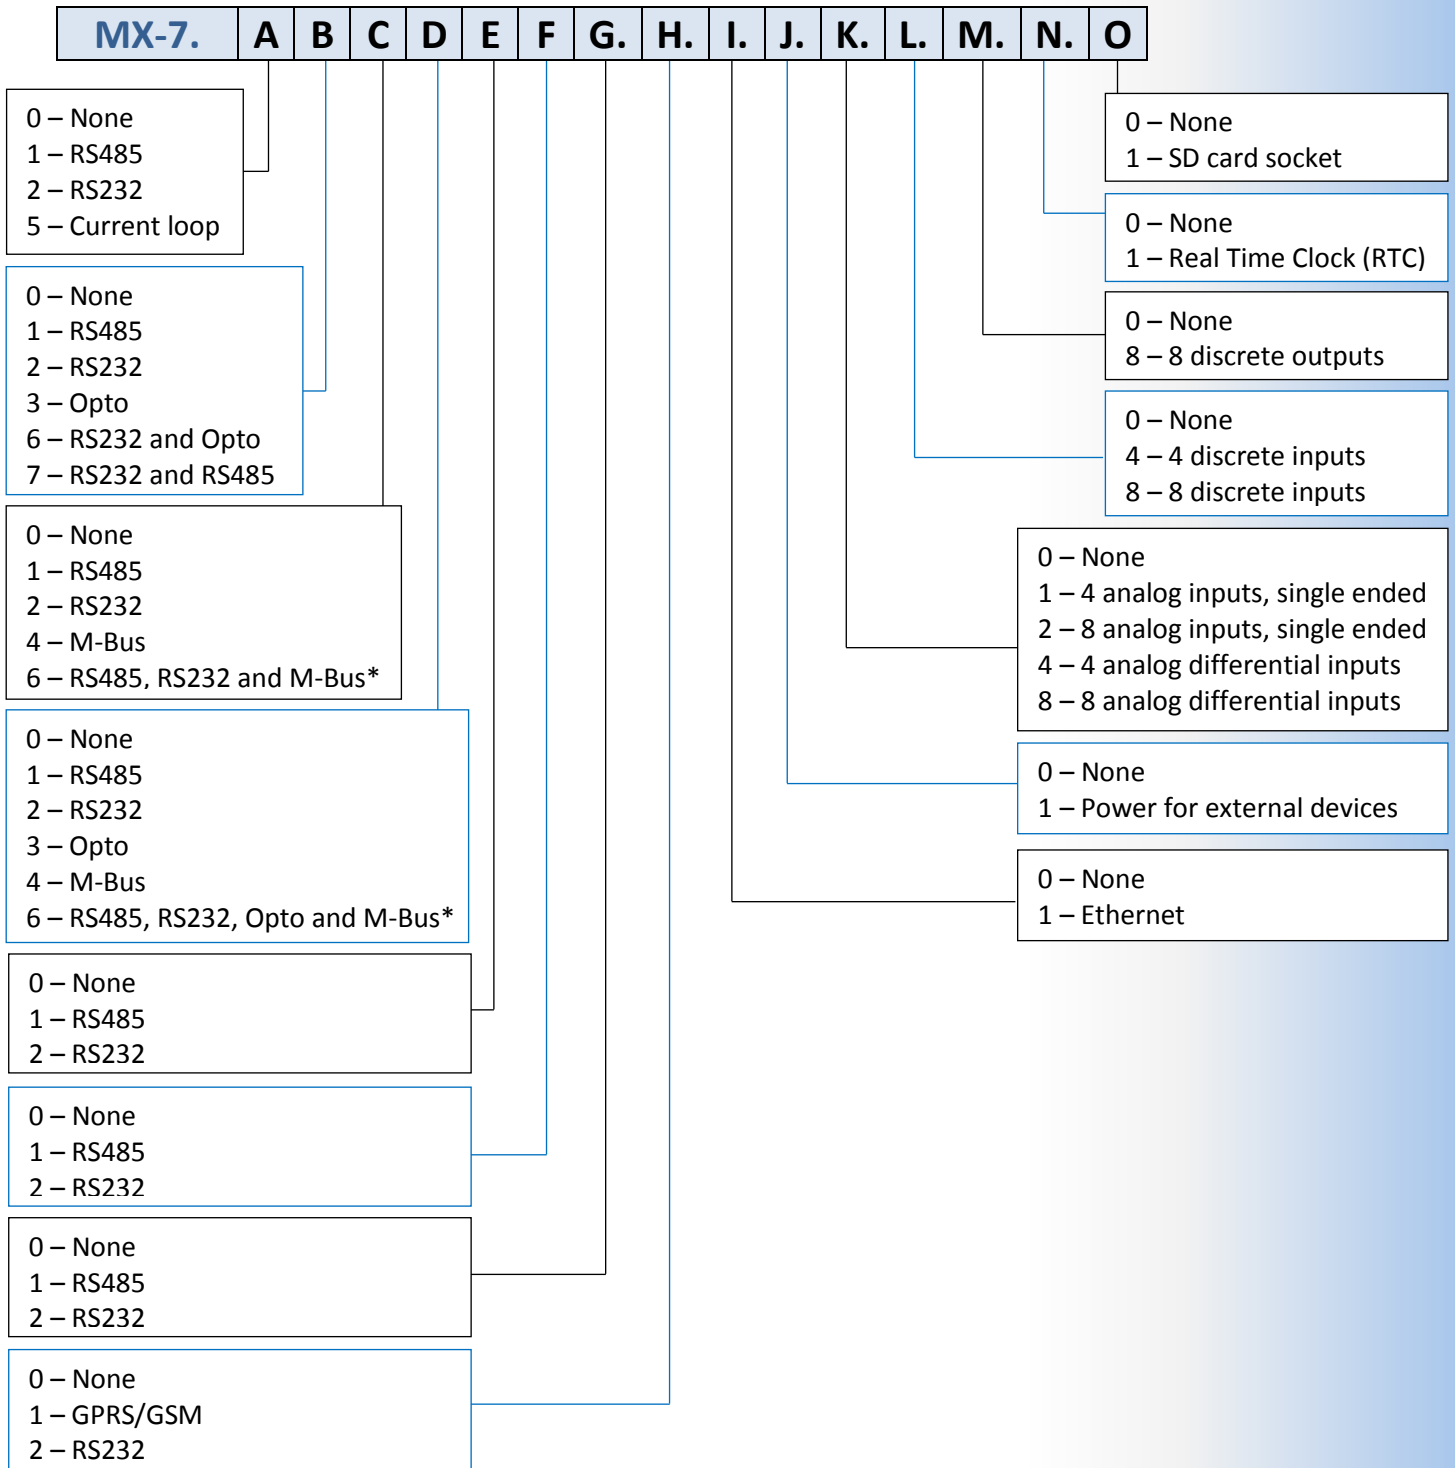 MX-7. A B C D E F G. H. I. J. K. L. M. N. O
0 – None
1 – RS485
2 – RS232
5 – Current loop
0 – None
1 – RS485
2 – RS232
3 – Opto
6 – RS232 and Opto
7 – RS232 and RS485
0 – None
1 – RS485
2 – RS232
4 – M-Bus
6 – RS485, RS232 and M-Bus*
0 – None
1 – RS485
2 – RS232
3 – Opto
4 – M-Bus
6 – RS485, RS232, Opto and M-Bus*
0 – None
1 – RS485
2 – RS232
0 – None
1 – RS485
2 – RS232
0 – None
1 – RS485
2 – RS232
0 – None
1 – GPRS/GSM
2 – RS232
0 – None
1 – SD card socket
0 – None
1 – Real Time Clock (RTC)
0 – None
8 – 8 discrete outputs
0 – None
4 – 4 discrete inputs
8 – 8 discrete inputs
0 – None
1 – 4 analog inputs, single ended
2 – 8 analog inputs, single ended
4 – 4 analog differential inputs
8 – 8 analog differential inputs
0 – None
1 – Power for external devices
0 – None
1 – Ethernet